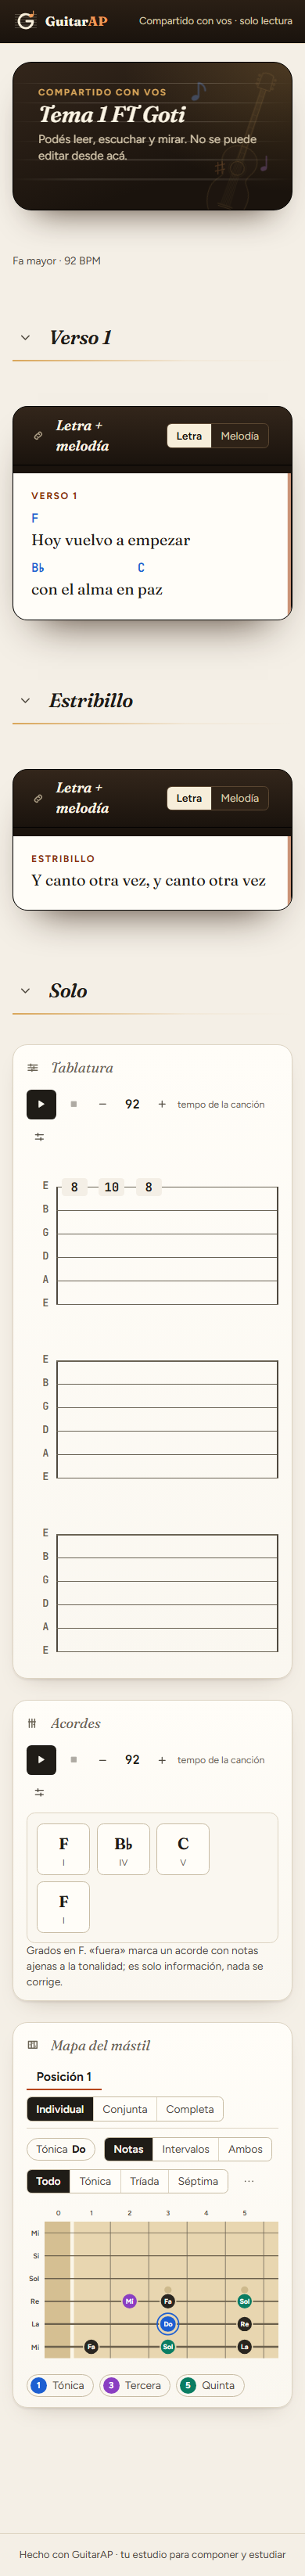 GuitarAP
Compartido con vos · solo lectura
COMPARTIDO CON VOS
Tema 1 FT Goti
Podés leer, escuchar y mirar. No se puede
editar desde acá.
Fa mayor · 92 BPM
Verso 1
Letra +
melodía
Letra Melodía
VERSO 1
F
Hoy vuelvo a empezar
B♭ C
con el alma en paz
Estribillo
Letra +
melodía
Letra Melodía
ESTRIBILLO
Y canto otra vez, y canto otra vez
Solo
Tablatura
− 92 + tempo de la canción
E 8 10 8
B
G
D
A
E
E
B
G
D
A
E
E
B
G
D
A
E
Acordes
− 92 + tempo de la canción
F B♭ C
I IV V
F
I
Grados en F. «fuera» marca un acorde con notas
ajenas a la tonalidad; es solo información, nada se
corrige.
Mapa del mástil
Posición 1
Individual Conjunta Completa
Tónica Do Notas Intervalos Ambos
Todo Tónica Tríada Séptima ···
0 1 2 3 4 5
Mi
Si
Sol
Re Mi Fa Sol
La Do Re
Mi Fa Sol La
1 Tónica 3 Tercera 5 Quinta
Hecho con GuitarAP · tu estudio para componer y estudiar